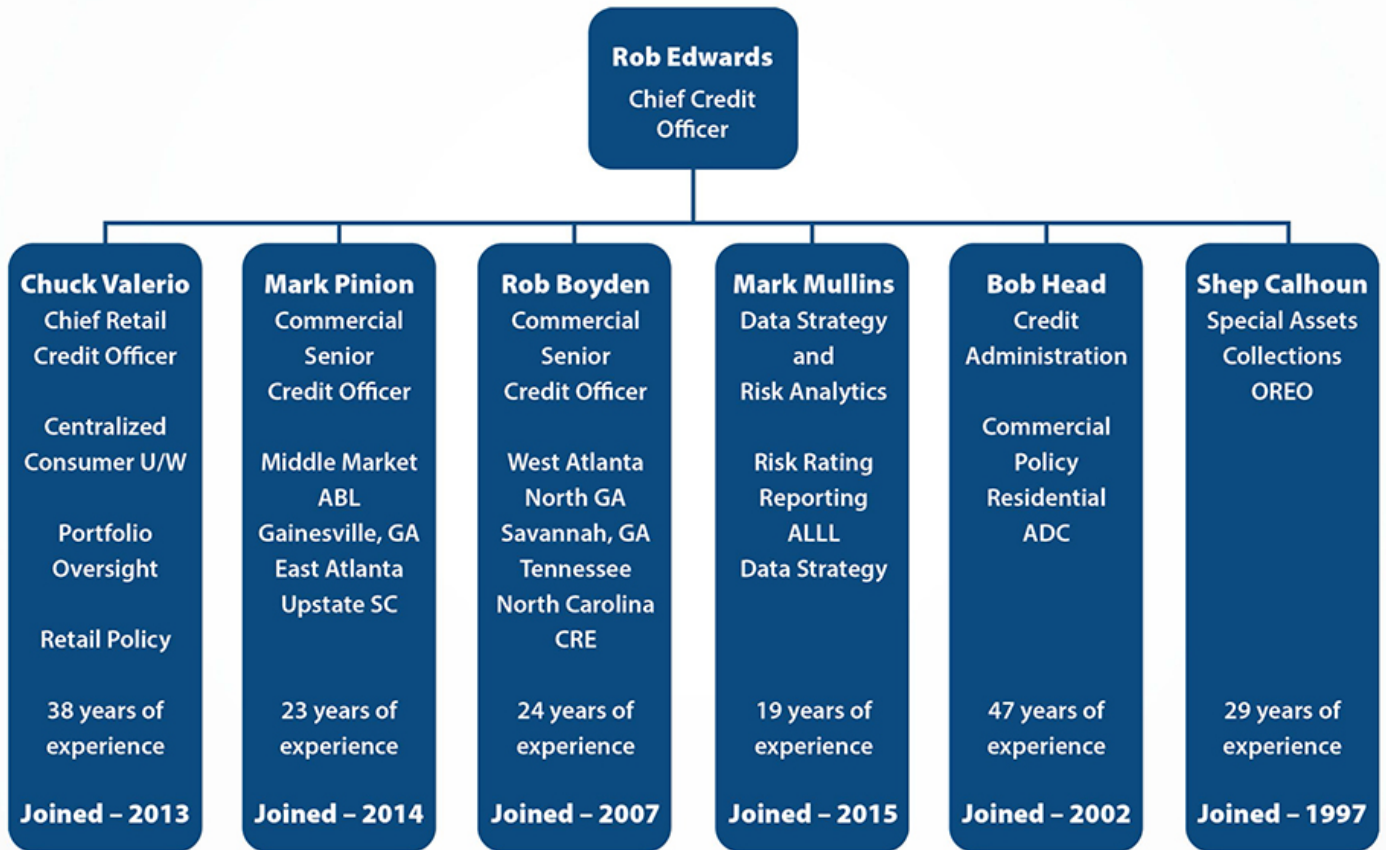 Rob Edwards
Chief Credit
Officer
Chuck Valerio
Chief Retail
Credit Officer
Centralized
Consumer U/W
Portfolio
Oversight
Retail Policy
38 years of
experience
Joined – 2013
Mark Pinion
Commercial
Senior
Credit Officer
Middle Market
ABL
Gainesville, GA
East Atlanta
Upstate SC
23 years of
experience
Joined – 2014
Rob Boyden
Commercial
Senior
Credit Officer
West Atlanta
North GA
Savannah, GA
Tennessee
North Carolina
CRE
24 years of
experience
Joined – 2007
Mark Mullins
Data Strategy
and
Risk Analytics
Risk Rating
Reporting
ALLL
Data Strategy
19 years of
experience
Joined – 2015
Bob Head
Credit
Administration
Commercial
Policy
Residential
ADC
47 years of
experience
Joined – 2002
Shep Calhoun
Special Assets
Collections
OREO
29 years of
experience
Joined – 1997